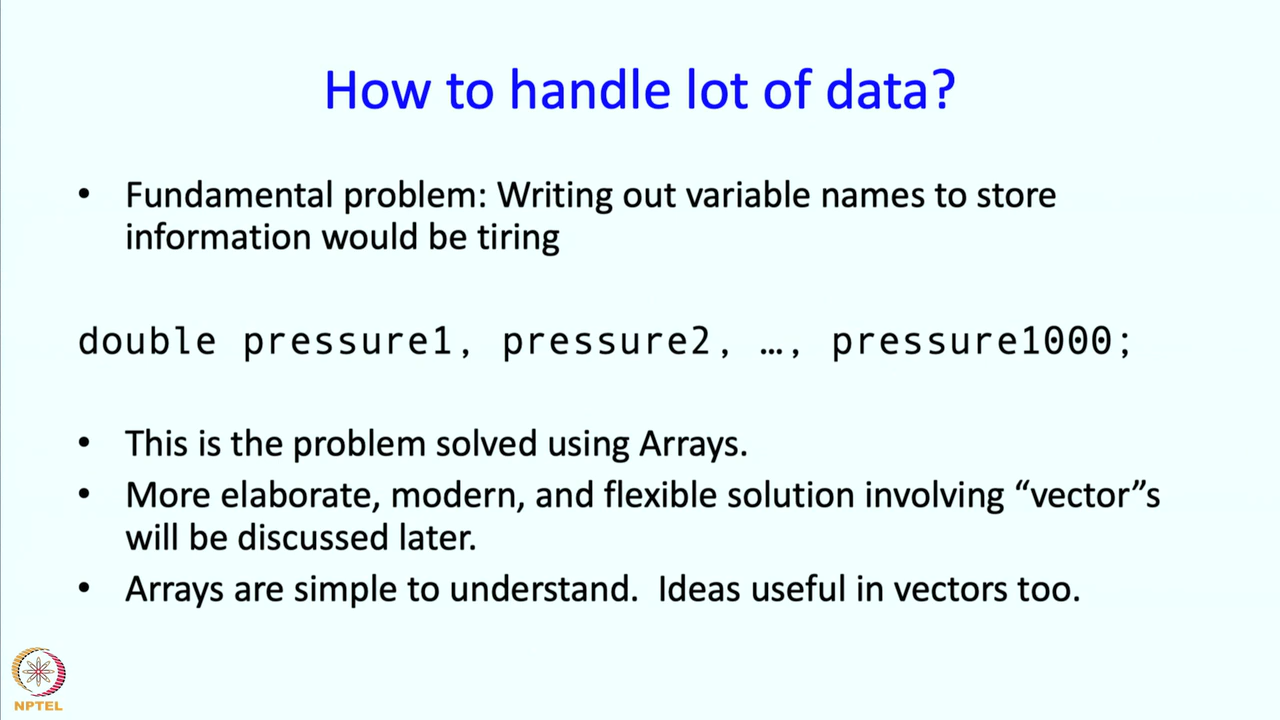 How to handle lot of data?
• Fundamental problem: Writing out variable names to store
information would be tiring
double pressure1, pressure2, …, pressure1000;
• This is the problem solved using Arrays.
• More elaborate, modern, and flexible solution involving “vector”s
will be discussed later.
• Arrays are simple to understand.  Ideas useful in vectors too.
NPTEL